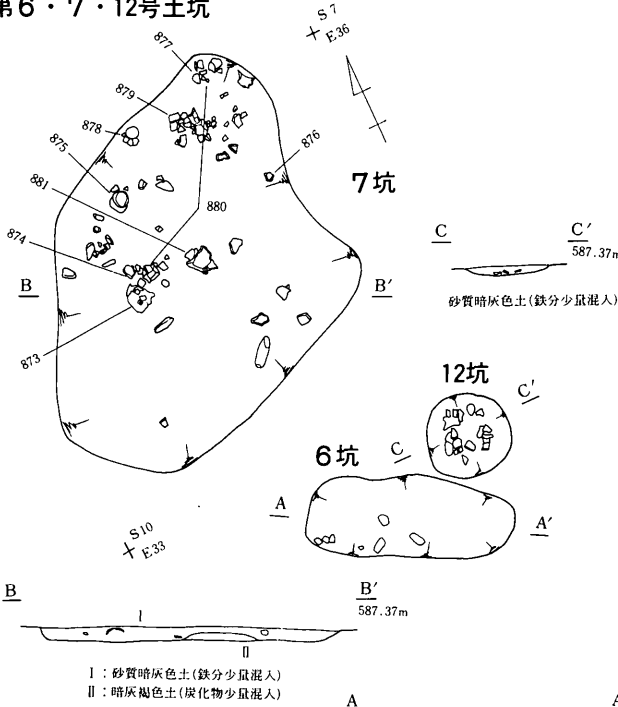 第6・7・12号土坑
S7
E36
877
879
878
875
881
874
873
876
880
7坑
B
B′
C
C′
587.37m
砂質暗灰色土(鉄分少量混入)
12坑
C′
C
6坑
A
A′
S10
E33
B
B′
587.37m
I
II
I：砂質暗灰色土(鉄分少量混入)
II：暗灰褐色土(炭化物少量混入)
A